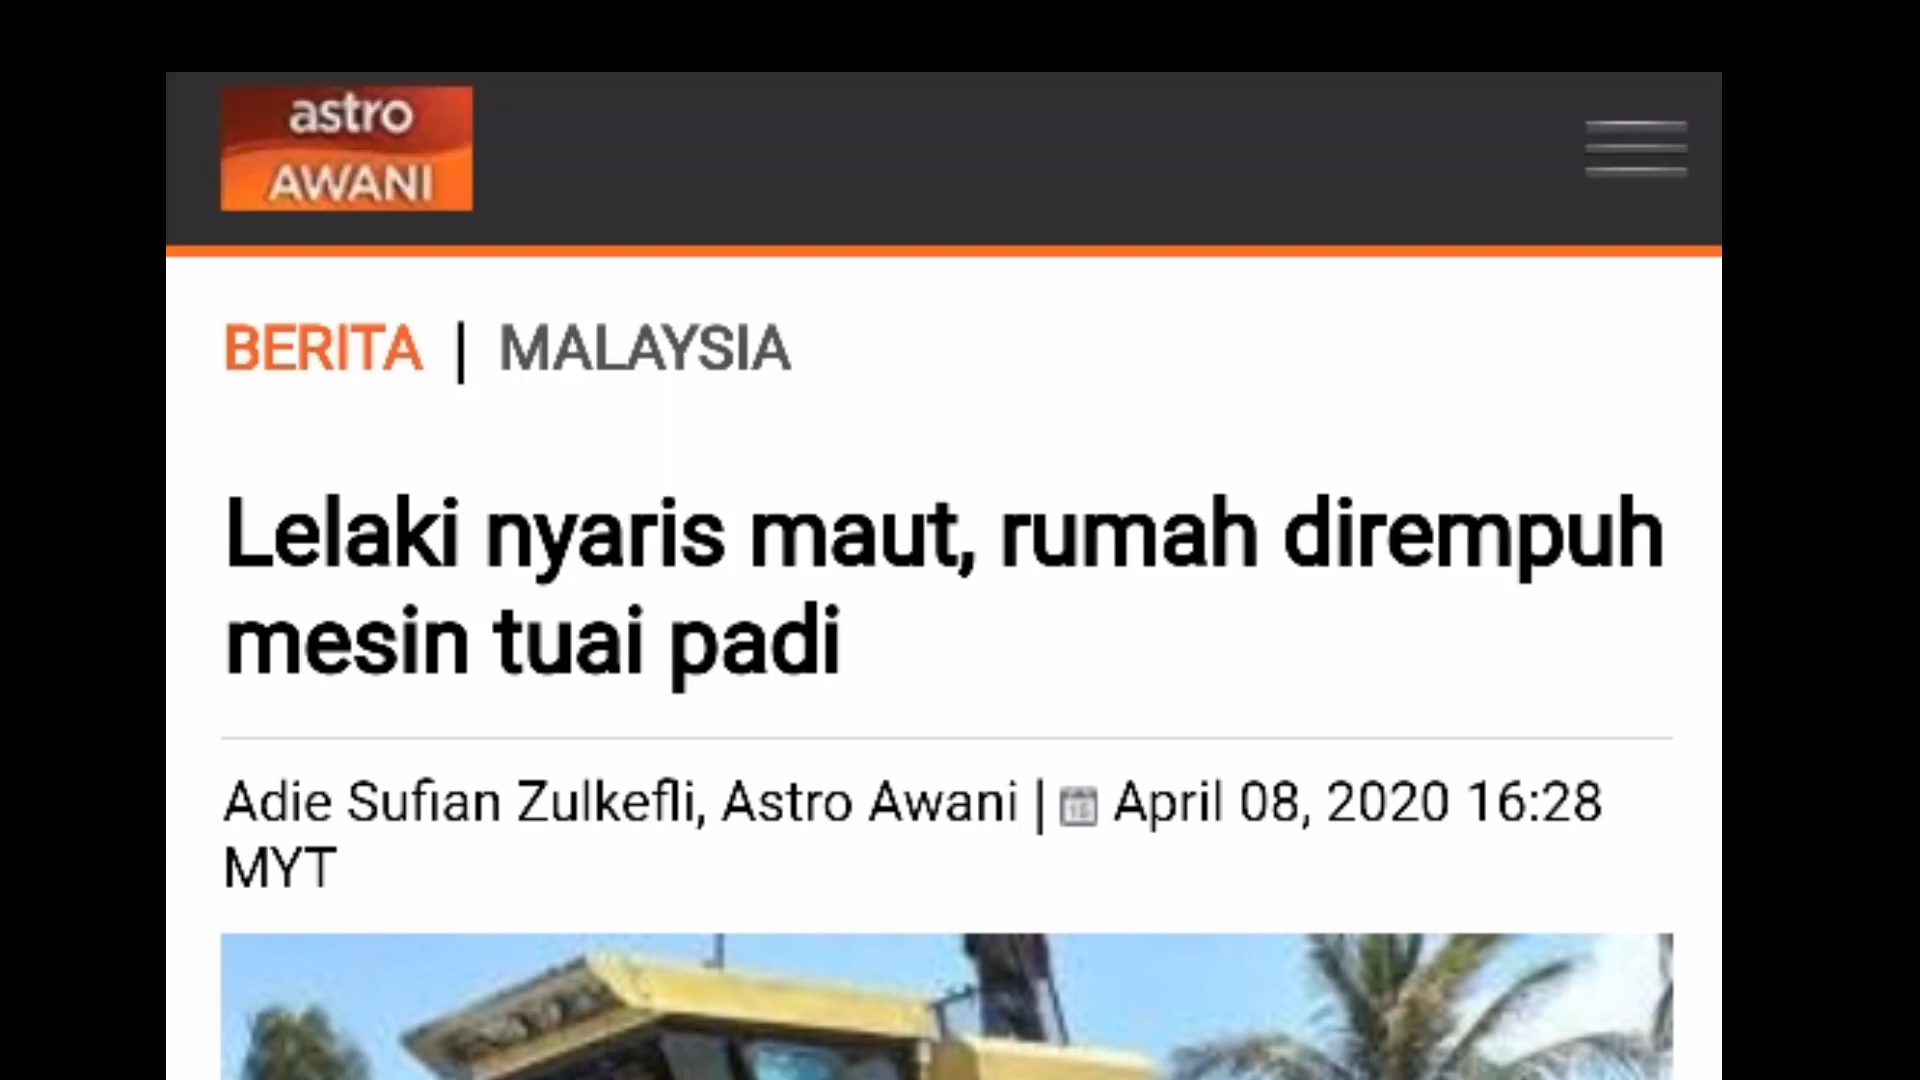 astro
AWANI
BERITA | MALAYSIA
Lelaki nyaris maut, rumah dirempuh
mesin tuai padi
Adie Sufian Zulkefli, Astro Awani | April 08, 2020 16:28
MYT